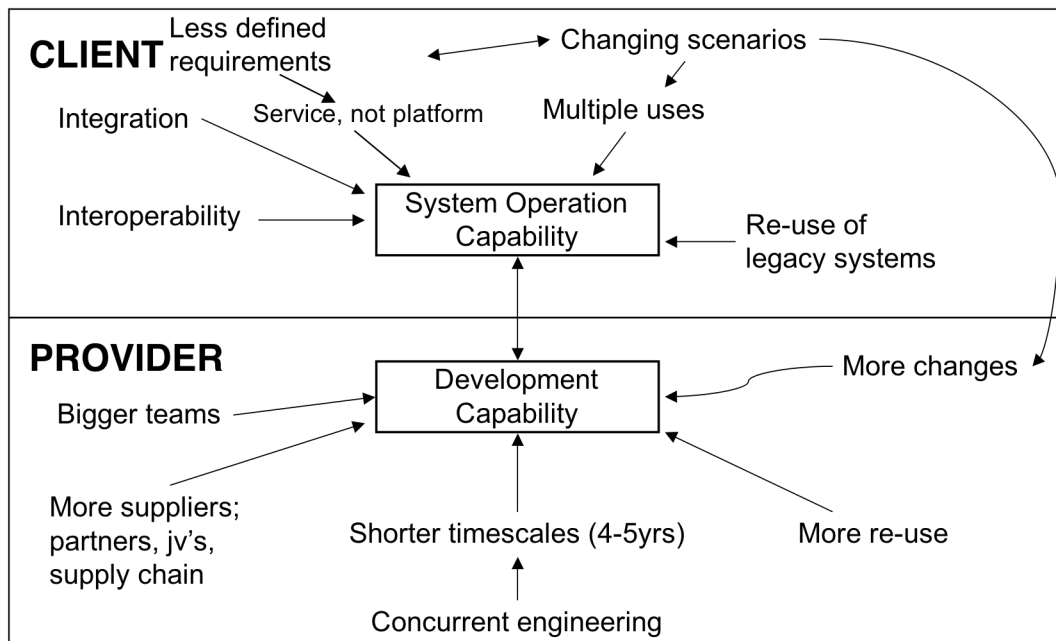 CLIENT
Less defined
requirements
Changing scenarios
Integration
Service, not platform
Multiple uses
Interoperability
System Operation
Capability
Re-use of
legacy systems
PROVIDER
Development
Capability
More changes
Bigger teams
More suppliers;
partners, jv's,
supply chain
Shorter timescales (4-5yrs)
More re-use
Concurrent engineering